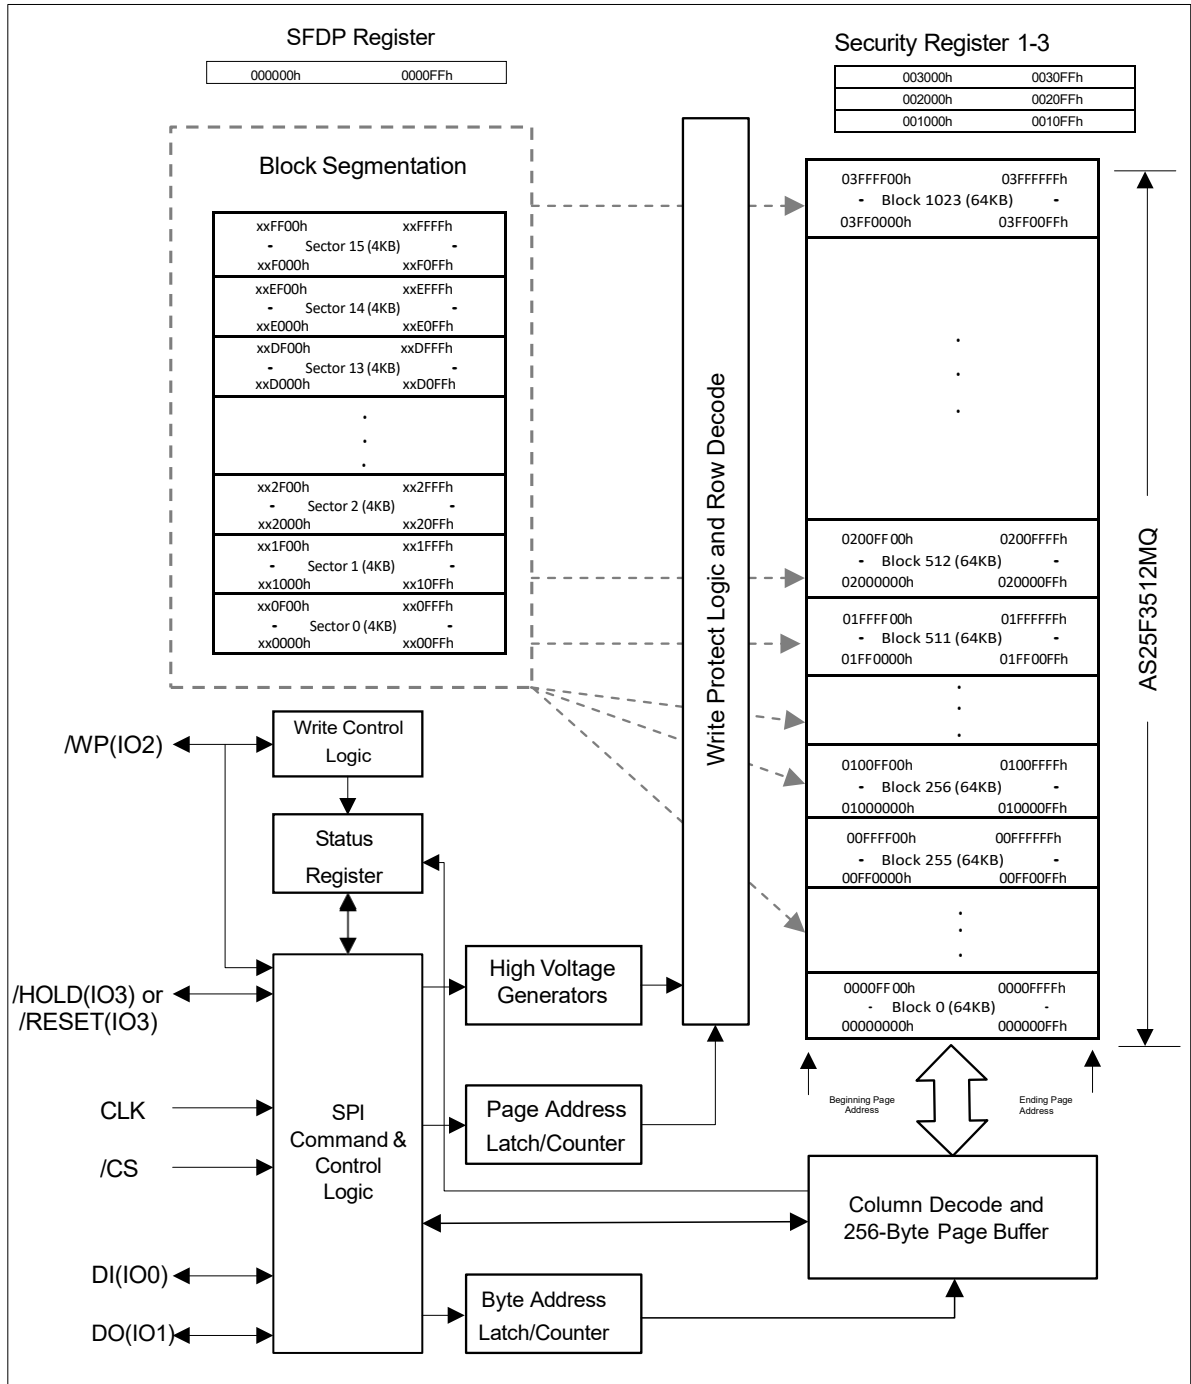 SFDP Register
000000h 0000FFh
Security Register 1-3
003000h 0030FFh
002000h 0020FFh
001000h 0010FFh
Block Segmentation
xxFF00h xxFFFFh
- Sector 15 (4KB) -
xxF000h xxF0FFh
xxEF00h xxEFFFh
- Sector 14 (4KB) -
xxE000h xxE0FFh
xxDF00h xxDFFFh
- Sector 13 (4KB) -
xxD000h xxD0FFh
.
.
.
xx2F00h xx2FFFh
- Sector 2 (4KB) -
xx2000h xx20FFh
xx1F00h xx1FFFh
- Sector 1 (4KB) -
xx1000h xx10FFh
xx0F00h xx0FFFh
- Sector 0 (4KB) -
xx0000h xx00FFh
Write Protect Logic and Row Decode
03FFFF00h 03FFFFFFh
- Block 1023 (64KB) -
03FF0000h 03FF00FFh
.
.
.
0200FF00h 0200FFFFh
- Block 512 (64KB) -
02000000h 020000FFh
01FFFF00h 01FFFFFFh
- Block 511 (64KB) -
01FF0000h 01FF00FFh
.
.
.
0100FF00h 0100FFFFh
- Block 256 (64KB) -
01000000h 010000FFh
00FFFF00h 00FFFFFFh
- Block 255 (64KB) -
00FF0000h 00FF00FFh
.
.
.
0000FF00h 0000FFFFh
- Block 0 (64KB) -
00000000h 000000FFh
AS25F3512MQ
Beginning Page
Address
Ending Page
Address
/WP(IO2)
Write Control
Logic
Status
Register
/HOLD(IO3) or
/RESET(IO3)
CLK
/CS
DI(IO0)
DO(IO1)
SPI
Command &
Control
Logic
High Voltage
Generators
Page Address
Latch/Counter
Column Decode and
256-Byte Page Buffer
Byte Address
Latch/Counter